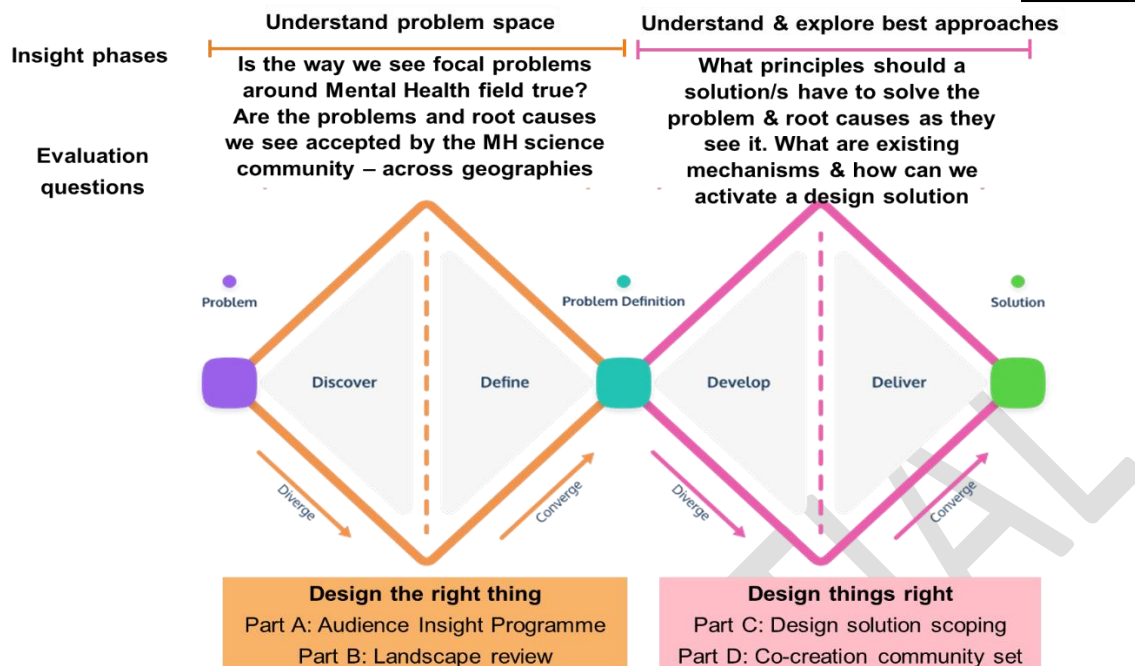 Understand problem space
Understand & explore best approaches
Insight phases
Is the way we see focal problems
around Mental Health field true?
Are the problems and root causes
we see accepted by the MH science
community – across geographies
What principles should a
solution/s have to solve the
problem & root causes as they
see it. What are existing
mechanisms & how can we
activate a design solution
Evaluation
questions
Problem
Problem Definition
Solution
Discover
Define
Develop
Deliver
Diverge
Converge
Diverge
Converge
Design the right thing
Part A: Audience Insight Programme
Part B: Landscape review
Design things right
Part C: Design solution scoping
Part D: Co-creation community set
TIAL